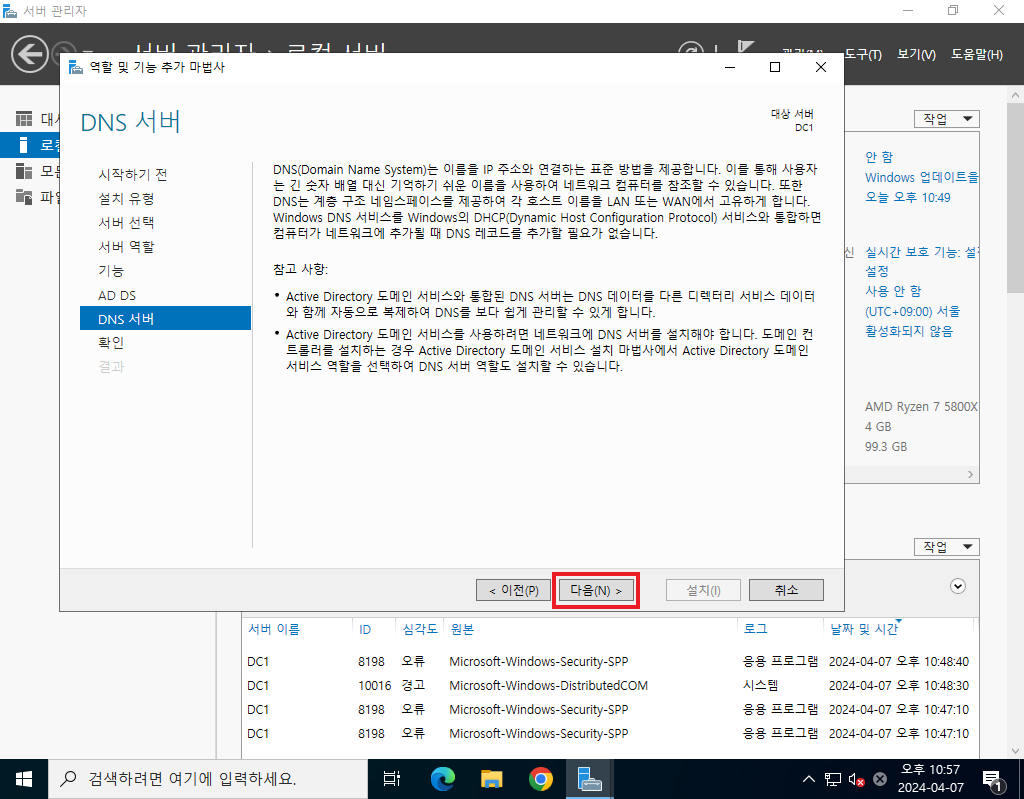 서버 관리자
서버 관리자 · 로컬 서버
관리(M) 도구(T) 보기(V) 도움말(H)
역할 및 기능 추가 마법사
DNS 서버
대상 서버
DC1
시작하기 전
설치 유형
서버 선택
서버 역할
기능
AD DS
DNS 서버
확인
결과
DNS(Domain Name System)는 이름을 IP 주소와 연결하는 표준 방법을 제공합니다. 이를 통해 사용자
는 긴 숫자 배열 대신 기억하기 쉬운 이름을 사용하여 네트워크 컴퓨터를 참조할 수 있습니다. 또한
DNS는 계층 구조 네임스페이스를 제공하여 각 호스트 이름을 LAN 또는 WAN에서 고유하게 합니다.
Windows DNS 서비스를 Windows의 DHCP(Dynamic Host Configuration Protocol) 서비스와 통합하면
컴퓨터가 네트워크에 추가될 때 DNS 레코드를 추가할 필요가 없습니다.
참고 사항:
• Active Directory 도메인 서비스와 통합된 DNS 서버는 DNS 데이터를 다른 디렉터리 서비스 데이터
와 함께 자동으로 복제하여 DNS를 보다 쉽게 관리할 수 있게 합니다.
• Active Directory 도메인 서비스를 사용하려면 네트워크에 DNS 서버를 설치해야 합니다. 도메인 컨
트롤러를 설치하는 경우 Active Directory 도메인 서비스 설치 마법사에서 Active Directory 도메인
서비스 역할을 선택하여 DNS 서버 역할도 설치할 수 있습니다.
< 이전(P) 다음(N) > 설치(I) 취소
대시
로컬
모든
파일
작업
안 함
Windows 업데이트을
오늘 오후 10:49
신 실시간 보호 기능: 설정
설정
사용 안 함
(UTC+09:00) 서울
활성화되지 않음
AMD Ryzen 7 5800X
4 GB
99.3 GB
작업
서버 이름 ID 심각도 원본 로그 날짜 및 시간
DC1 8198 오류 Microsoft-Windows-Security-SPP 응용 프로그램 2024-04-07 오후 10:48:40
DC1 10016 경고 Microsoft-Windows-DistributedCOM 시스템 2024-04-07 오후 10:48:30
DC1 8198 오류 Microsoft-Windows-Security-SPP 응용 프로그램 2024-04-07 오후 10:47:10
DC1 8198 오류 Microsoft-Windows-Security-SPP 응용 프로그램 2024-04-07 오후 10:47:10
검색하려면 여기에 입력하세요.
오후 10:57
2024-04-07
1